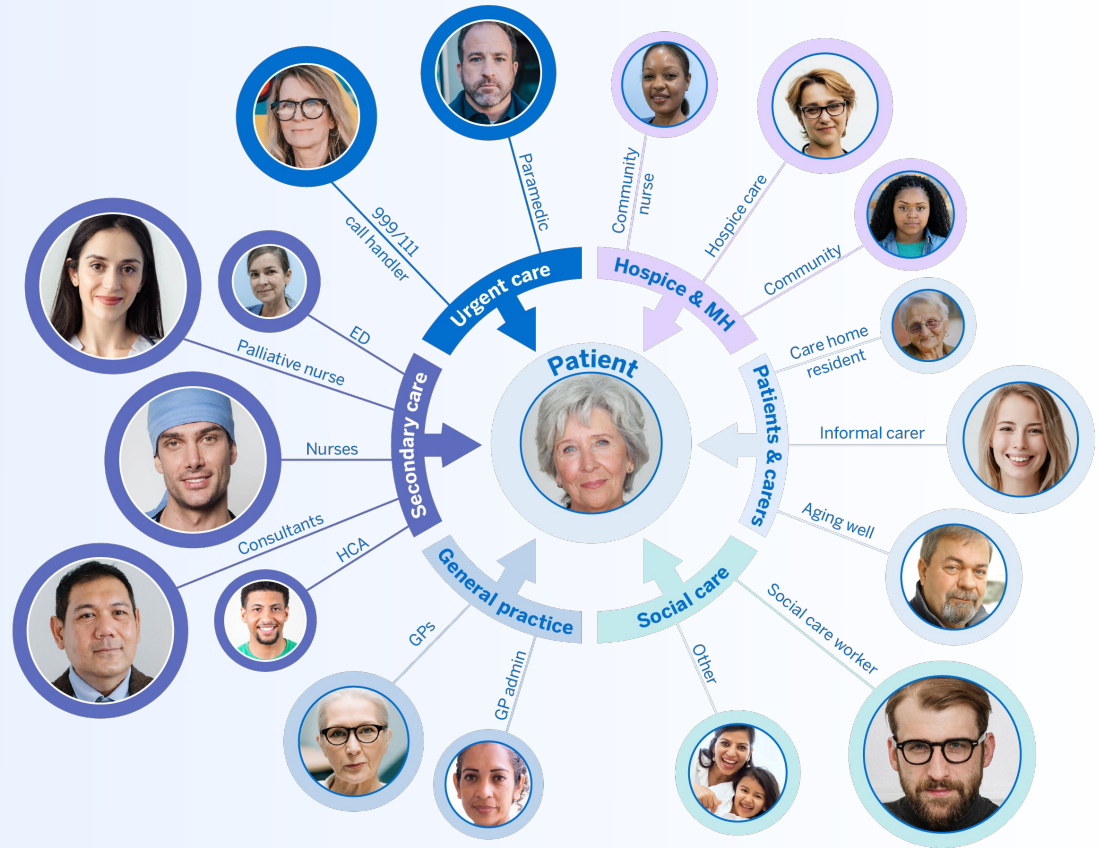 999/111
call handler
Paramedic
Urgent care
Community
nurse
Hospice care
Community
Hospice & MH
Care home
resident
Informal carer
Aging well
Patients & carers
Social care worker
Other
Social care
GP admin
GPs
General practice
HCA
Consultants
Nurses
Palliative nurse
ED
Secondary care
Patient